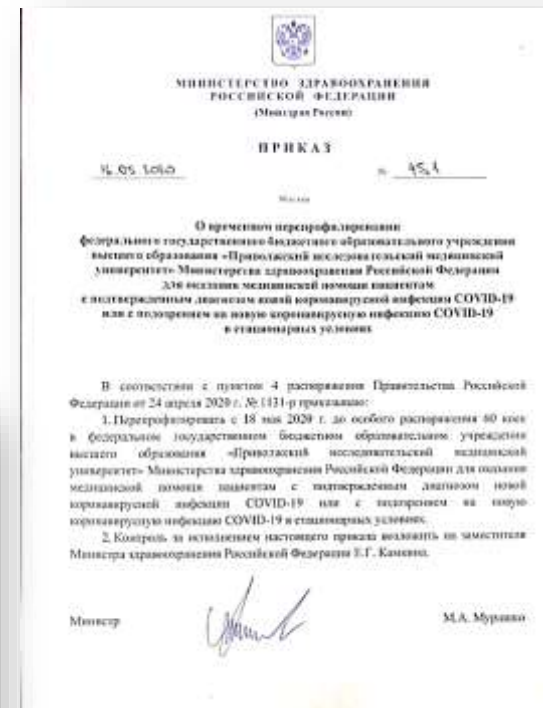 МИНИСТЕРСТВО ЗДРАВООХРАНЕНИЯ
РОССИЙСКОЙ ФЕДЕРАЦИИ
(Минздрав России)
ПРИКАЗ
Москва
О временном перепрофилировании
федерального государственного бюджетного образовательного учреждения
высшего образования «Приволжский исследовательский медицинский
университет» Министерства здравоохранения Российской Федерации
для оказания медицинской помощи пациентам
с подтвержденным диагнозом новой коронавирусной инфекции COVID-19
или с подозрением на новую коронавирусную инфекцию COVID-19
в стационарных условиях
В соответствии с пунктом 4 распоряжения Правительства Российской
Федерации от 24 апреля 2020 г. № 1131-р приказываю:
1. Перепрофилировать с 18 мая 2020 г. до особого распоряжения 60 коек
в федеральном государственном бюджетном образовательном учреждении
высшего образования «Приволжский исследовательский медицинский
университет» Министерства здравоохранения Российской Федерации для оказания
медицинской помощи пациентам с подтвержденным диагнозом новой
коронавирусной инфекции COVID-19 или с подозрением на новую
коронавирусную инфекцию COVID-19 в стационарных условиях.
2. Контроль за исполнением настоящего приказа возложить на заместителя
Министра здравоохранения Российской Федерации Е.Г. Камкина.
Министр
М.А. Мурашко